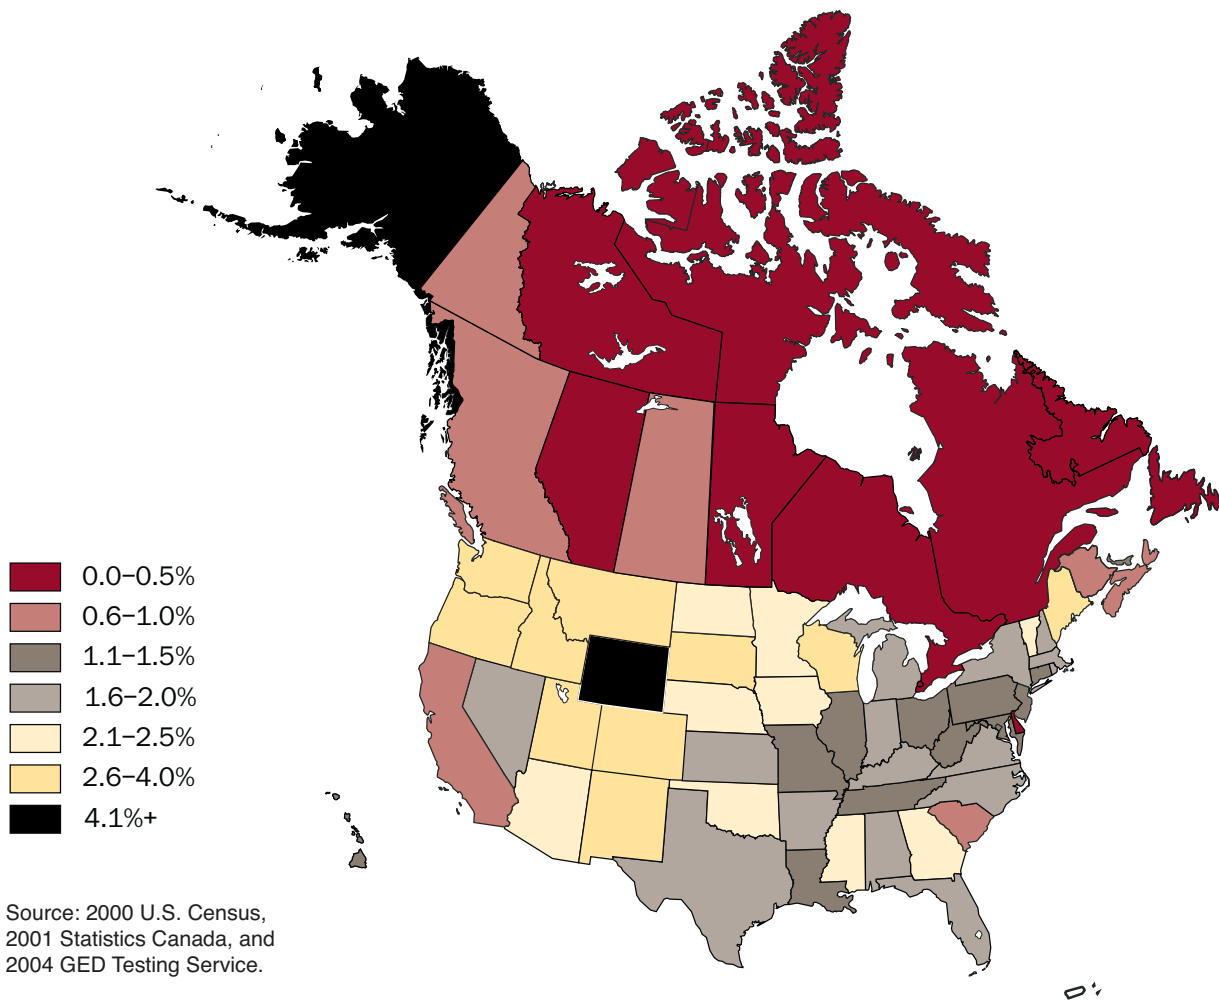 0.0–0.5%
0.6–1.0%
1.1–1.5%
1.6–2.0%
2.1–2.5%
2.6–4.0%
4.1%+
Source: 2000 U.S. Census,
2001 Statistics Canada, and
2004 GED Testing Service.